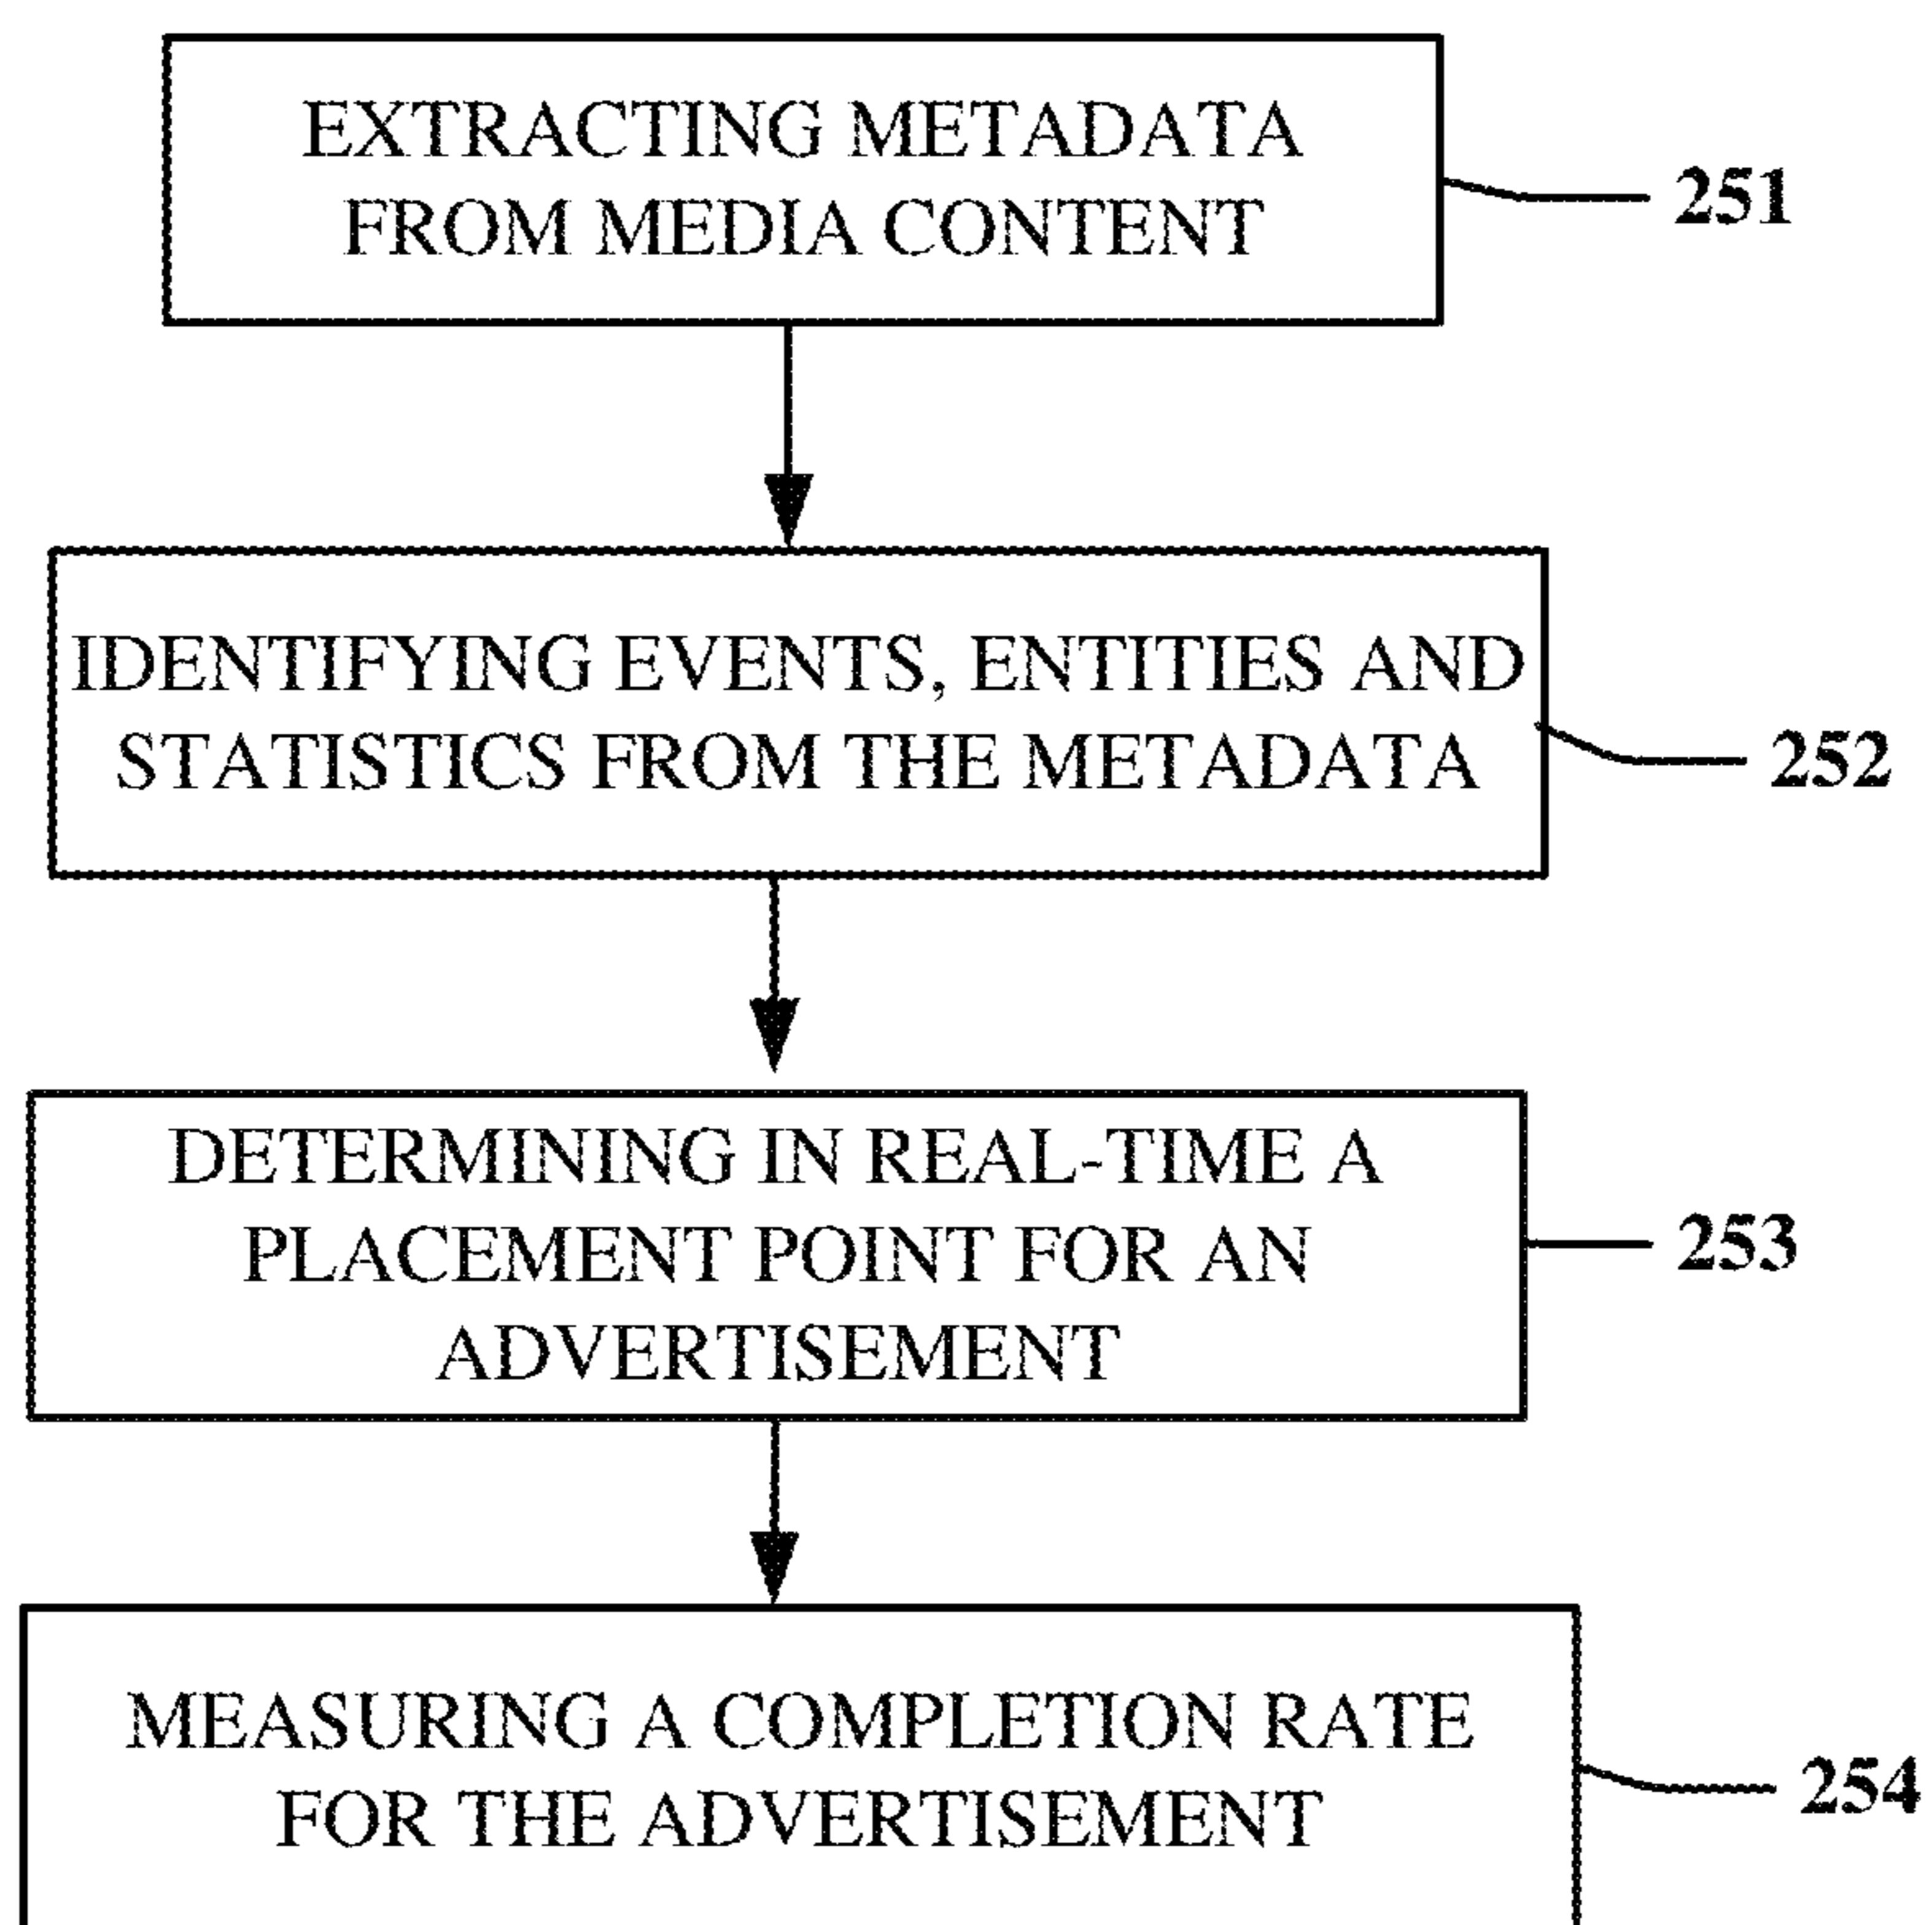 EXTRACTING METADATA
FROM MEDIA CONTENT
251
IDENTIFYING EVENTS, ENTITIES AND
STATISTICS FROM THE METADATA
252
DETERMINING IN REAL-TIME A
PLACEMENT POINT FOR AN
ADVERTISEMENT
253
MEASURING A COMPLETION RATE
FOR THE ADVERTISEMENT
254